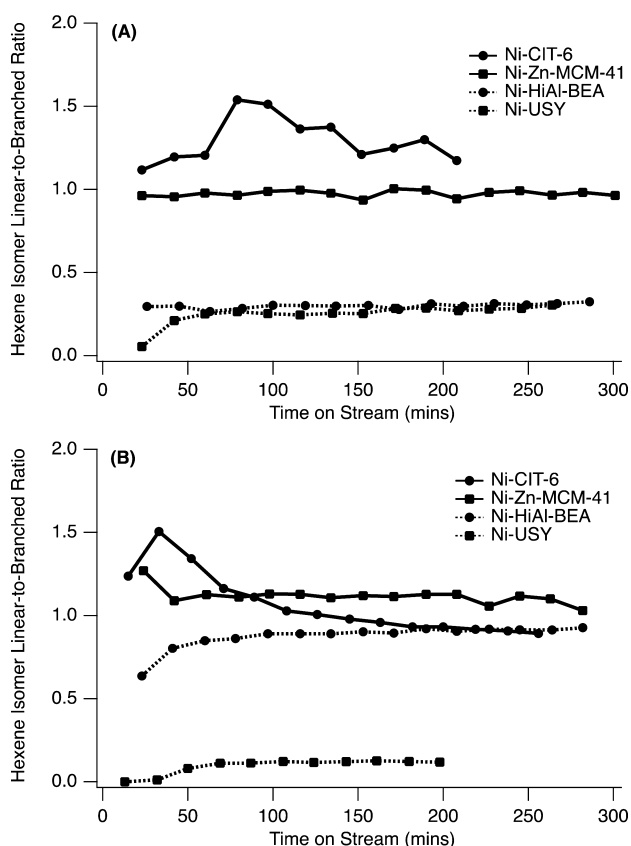 (A)
Hexene Isomer Linear-to-Branched Ratio
2.0
1.5
1.0
0.5
0.0
Ni-CIT-6
Ni-Zn-MCM-41
Ni-HiAl-BEA
Ni-USY
0 50 100 150 200 250 300
Time on Stream (mins)
(B)
Hexene Isomer Linear-to-Branched Ratio
2.0
1.5
1.0
0.5
0.0
Ni-CIT-6
Ni-Zn-MCM-41
Ni-HiAl-BEA
Ni-USY
0 50 100 150 200 250 300
Time on Stream (mins)